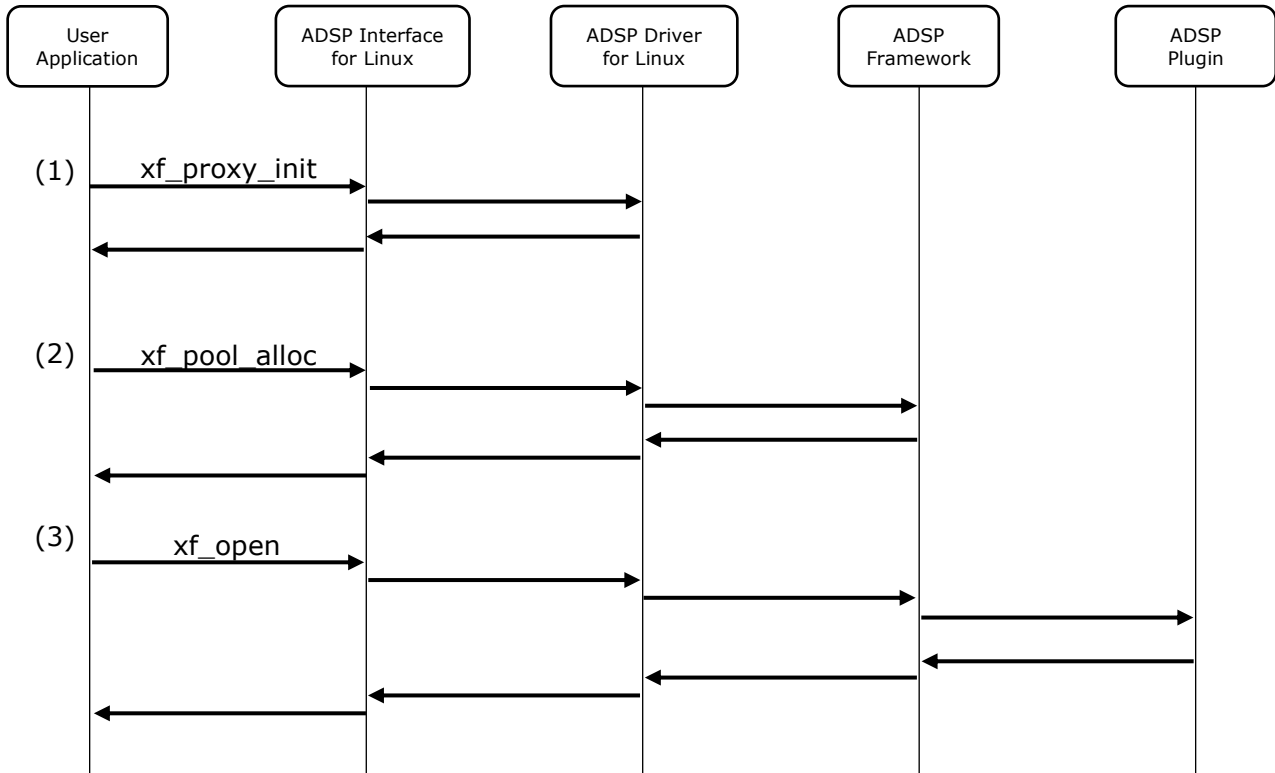 User
Application
ADSP Interface
for Linux
ADSP Driver
for Linux
ADSP
Framework
ADSP
Plugin
(1)
xf_proxy_init
(2)
xf_pool_alloc
(3)
xf_open